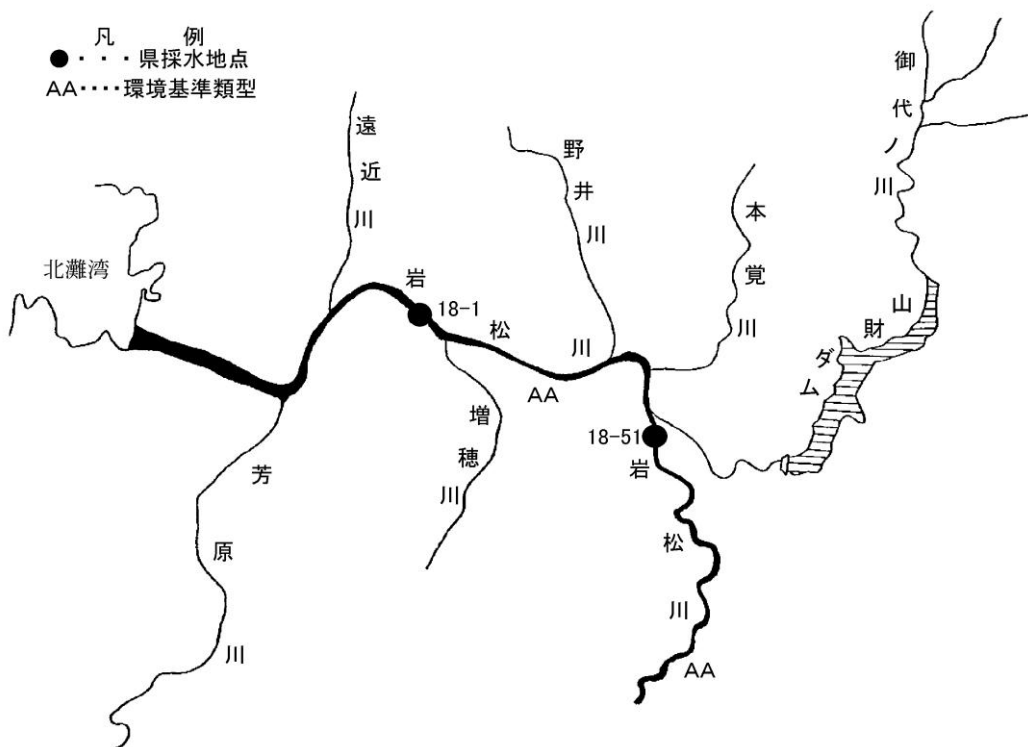 凡例
●・・・県採水地点
AA・・・・環境基準類型
御代ノ川
遠近川
野井川
本覚川
北灘湾
岩松川
18-1
山財ダム
AA
増穂川
18-51
岩松川
芳原川
AA